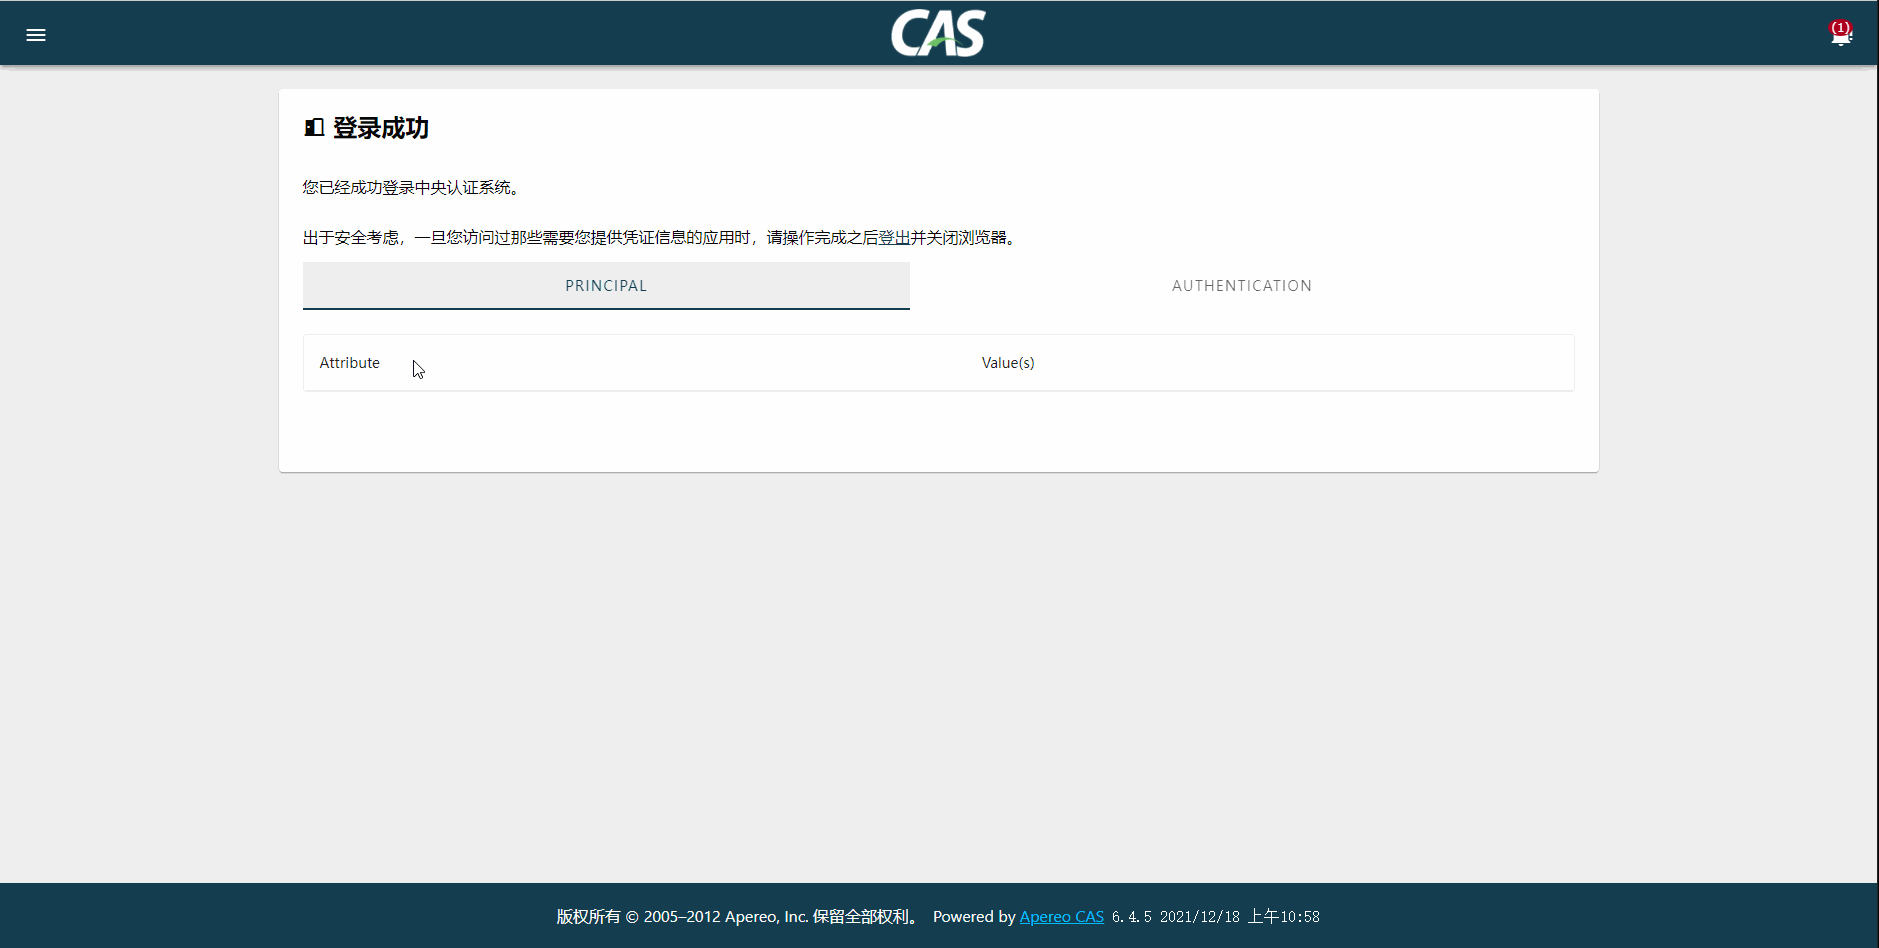 CAS
(1)
登录成功
您已经成功登录中央认证系统。
出于安全考虑，一旦您访问过那些需要您提供凭证信息的应用时，请操作完成之后登出并关闭浏览器。
PRINCIPAL AUTHENTICATION
Attribute Value(s)
版权所有 © 2005–2012 Apereo, Inc. 保留全部权利。 Powered by Apereo CAS 6.4.5 2021/12/18 上午10:58